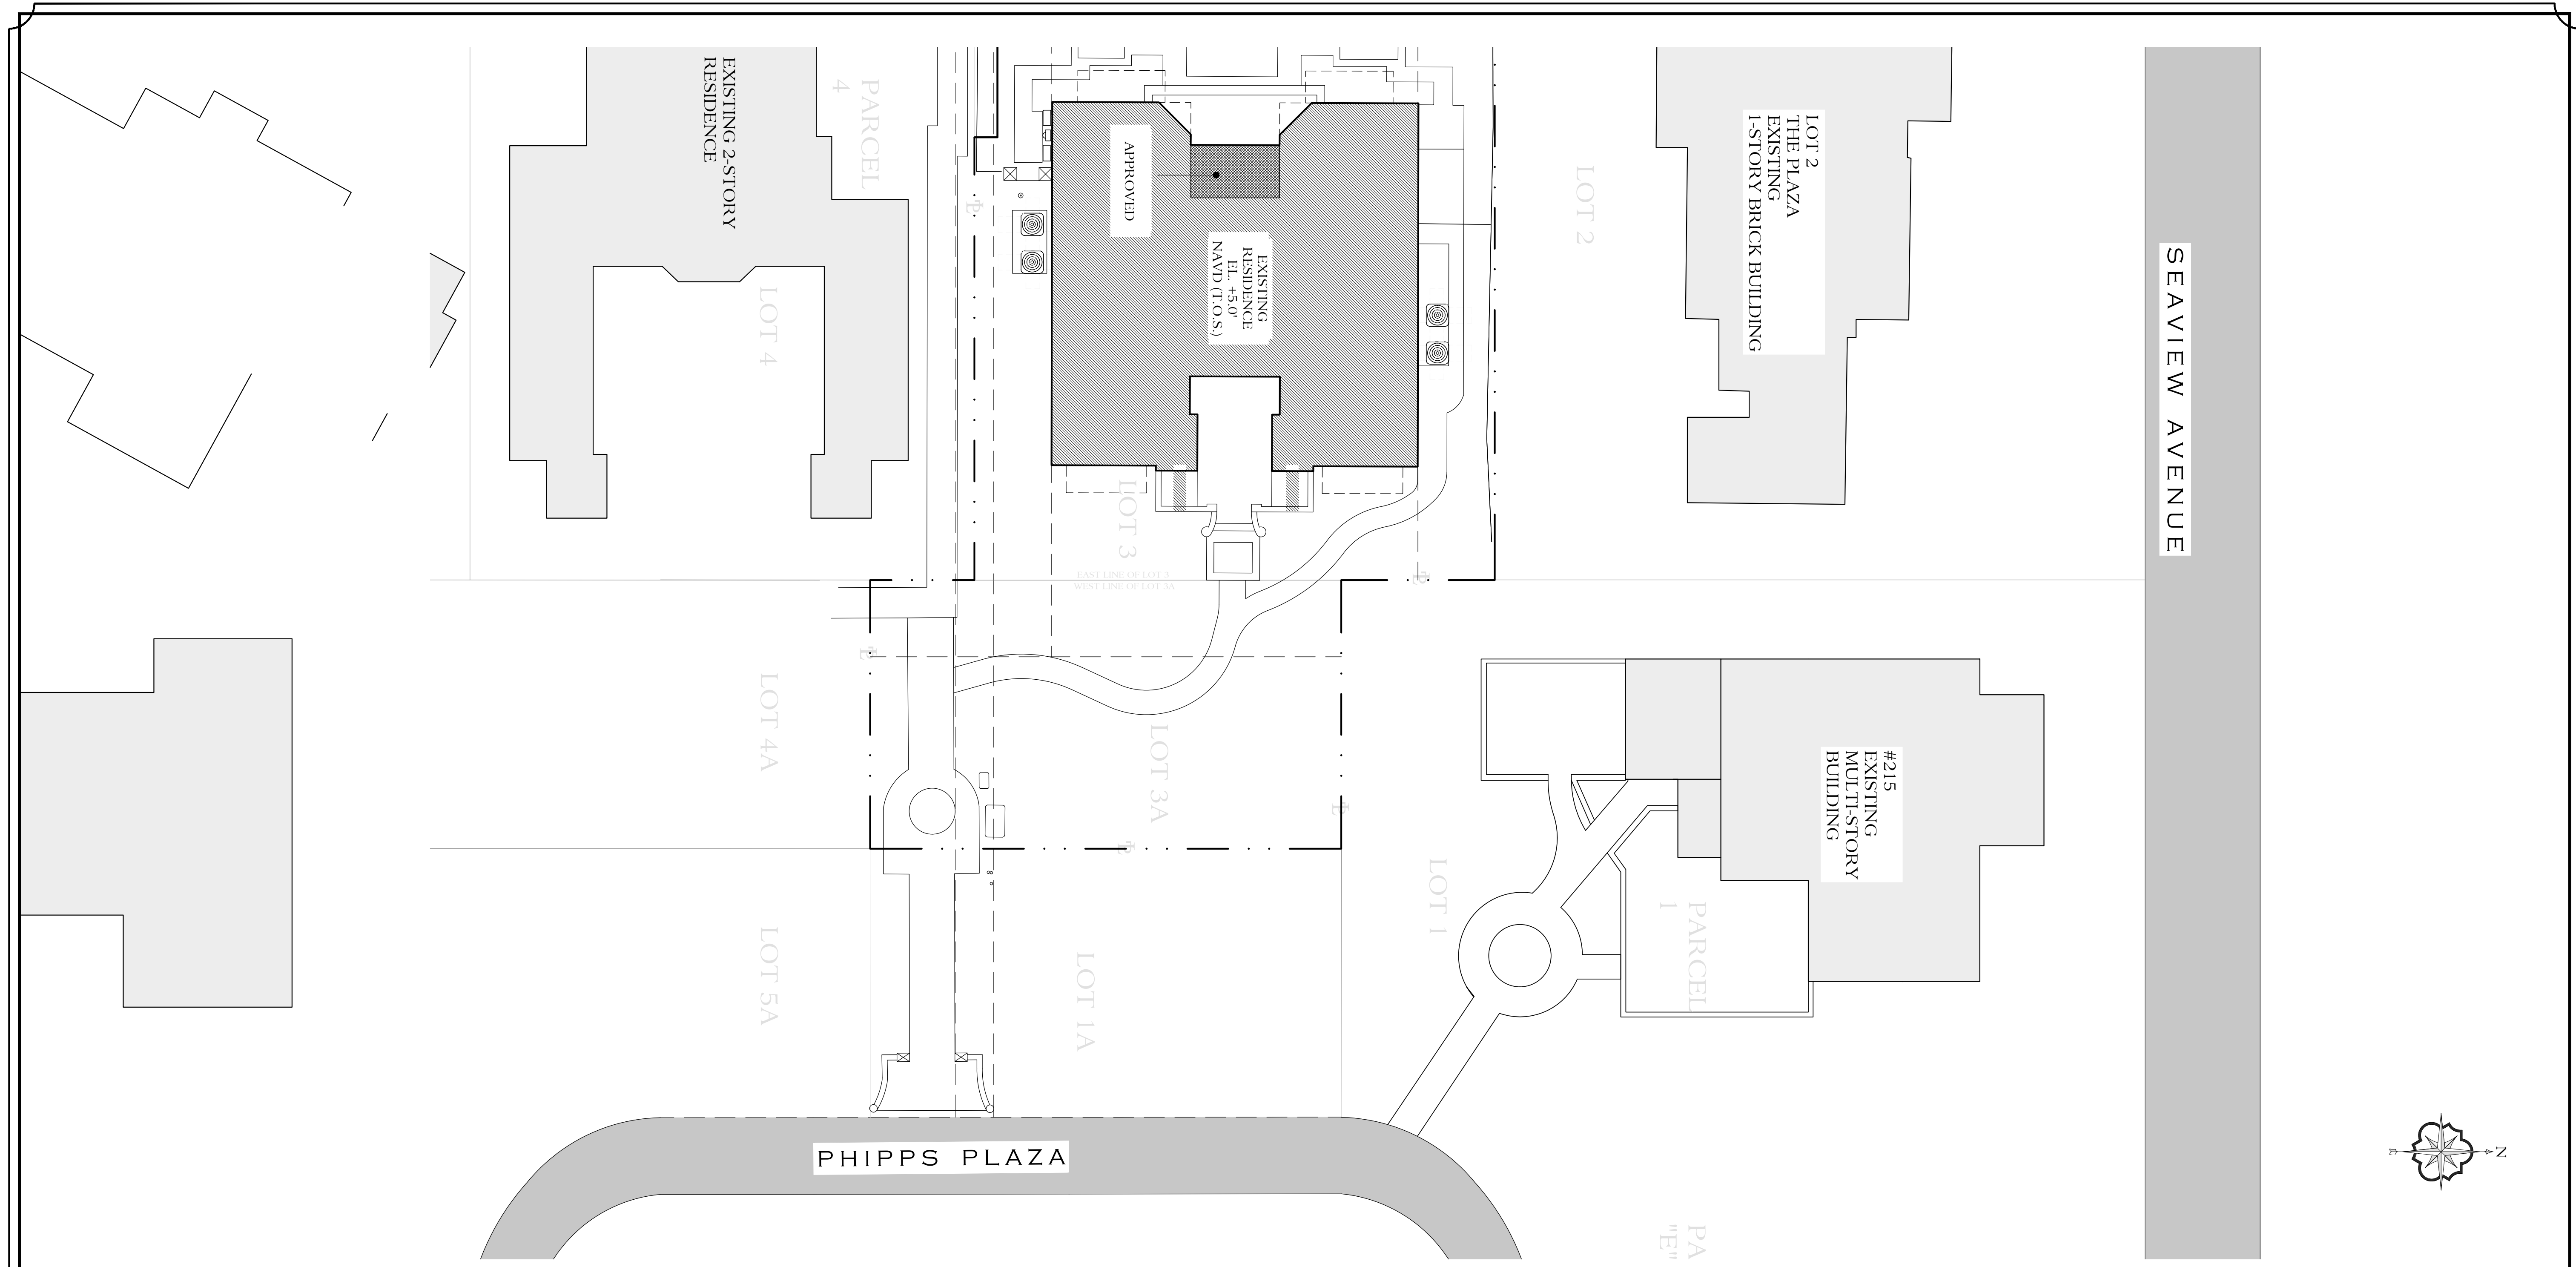 EXISTING 2-STORY
RESIDENCE
PARCEL
4
LOT 4
APPROVED
EXISTING
RESIDENCE
EL. +5.0'
NAVD (T.O.S.)
LOT 3
EAST LINE OF LOT 3
WEST LINE OF LOT 3A
LOT 2
LOT 2
THE PLAZA
EXISTING
1-STORY BRICK BUILDING
SEAVIEW AVENUE
LOT 4A
LOT 3A
#215
EXISTING
MULTI-STORY
BUILDING
LOT 1
PARCEL
1
LOT 5A
LOT 1A
PHIPPS PLAZA
PA
"E"
N